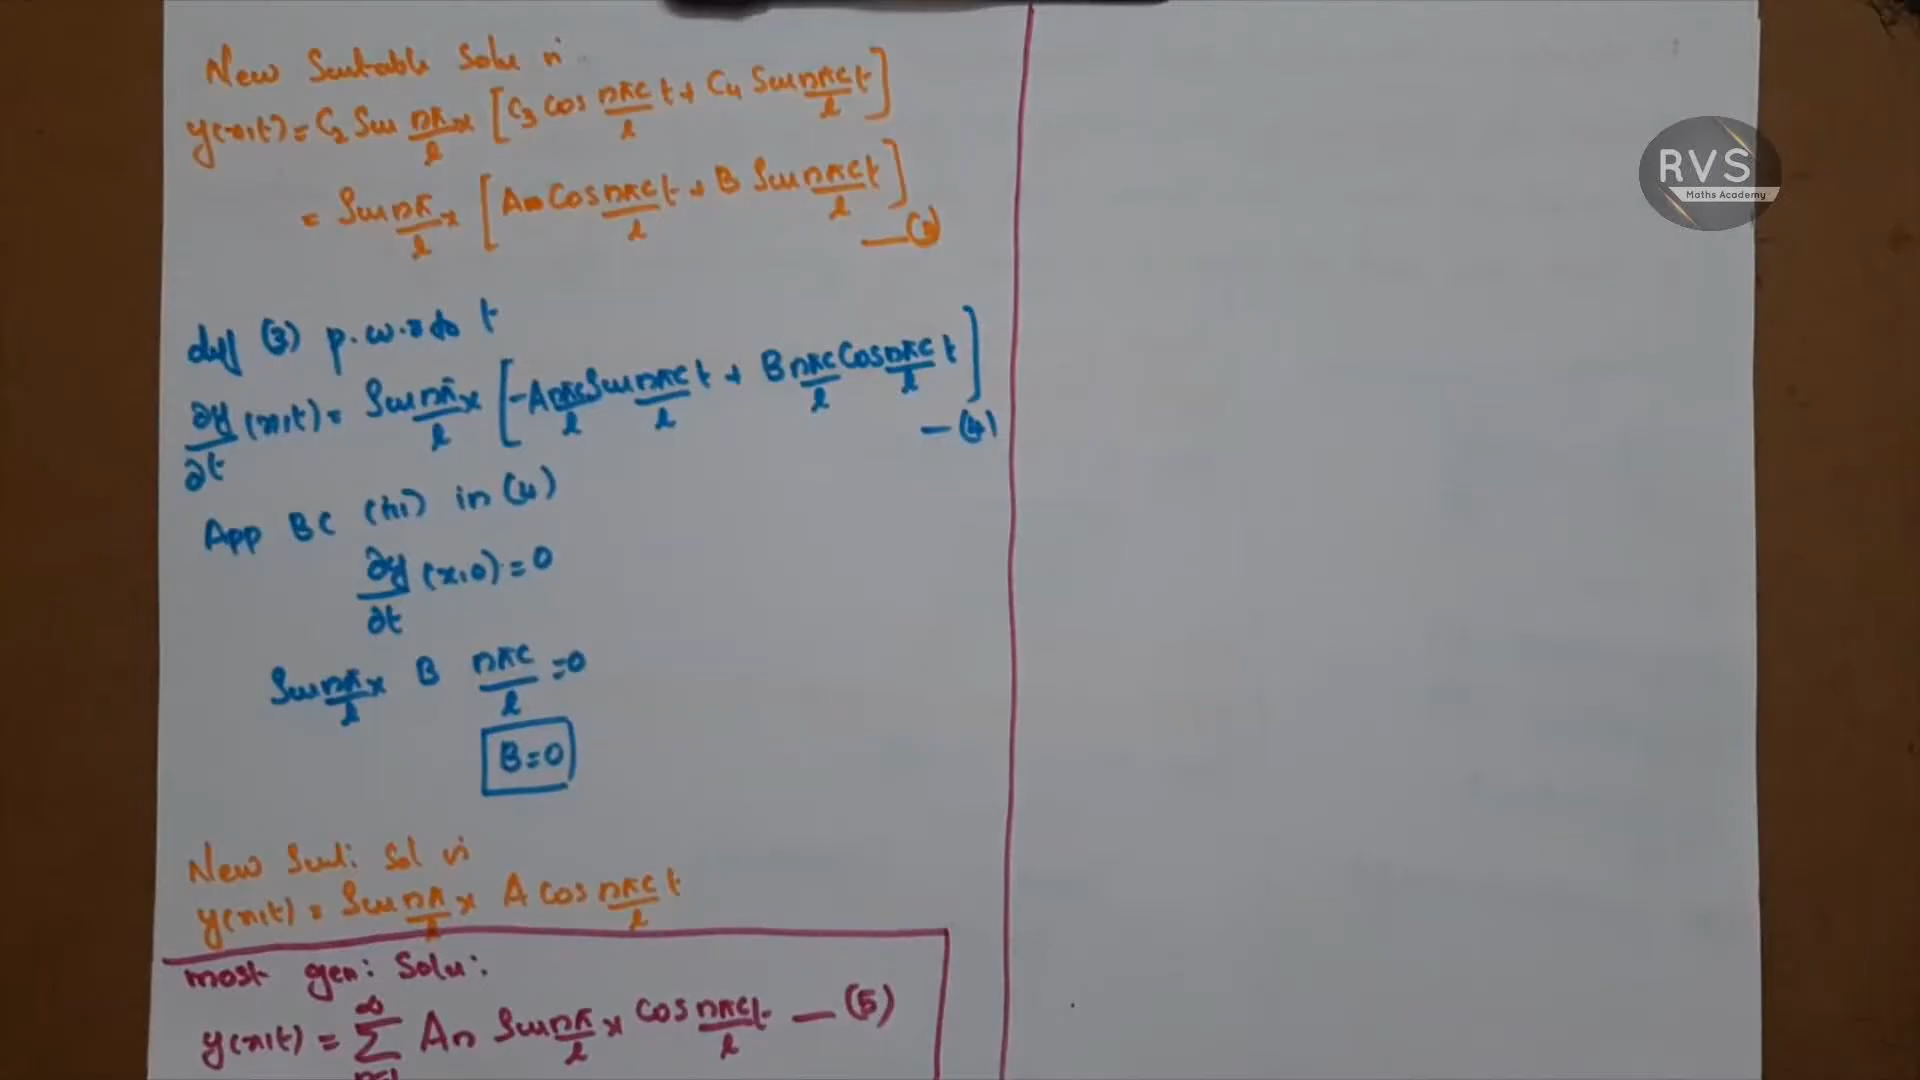 New Suitable Solu is
y(x,t) = C₂ Sin nπ/l x [C₃ cos nπc/l t + C₄ Sin nπc/l t]
= Sin nπ/l x [A Cos nπc/l t + B Sin nπc/l t]
—(3)
diff (3) p.w.r.to t
∂y/∂t (x,t) = Sin nπ/l x [-A nπc/l Sin nπc/l t + B nπc/l Cos nπc/l t]
—(4)
App BC (iii) in (4)
∂y/∂t (x,0) = 0
Sin nπ/l x B nπc/l = 0
B=0
New Suit: Sol is
y(x,t) = Sin nπ/l x A cos nπc/l t
most gen: Solu:
y(x,t) = ∞ Σ n=1 An Sin nπ/l x cos nπc/l t — (5)
RVS
Maths Academy